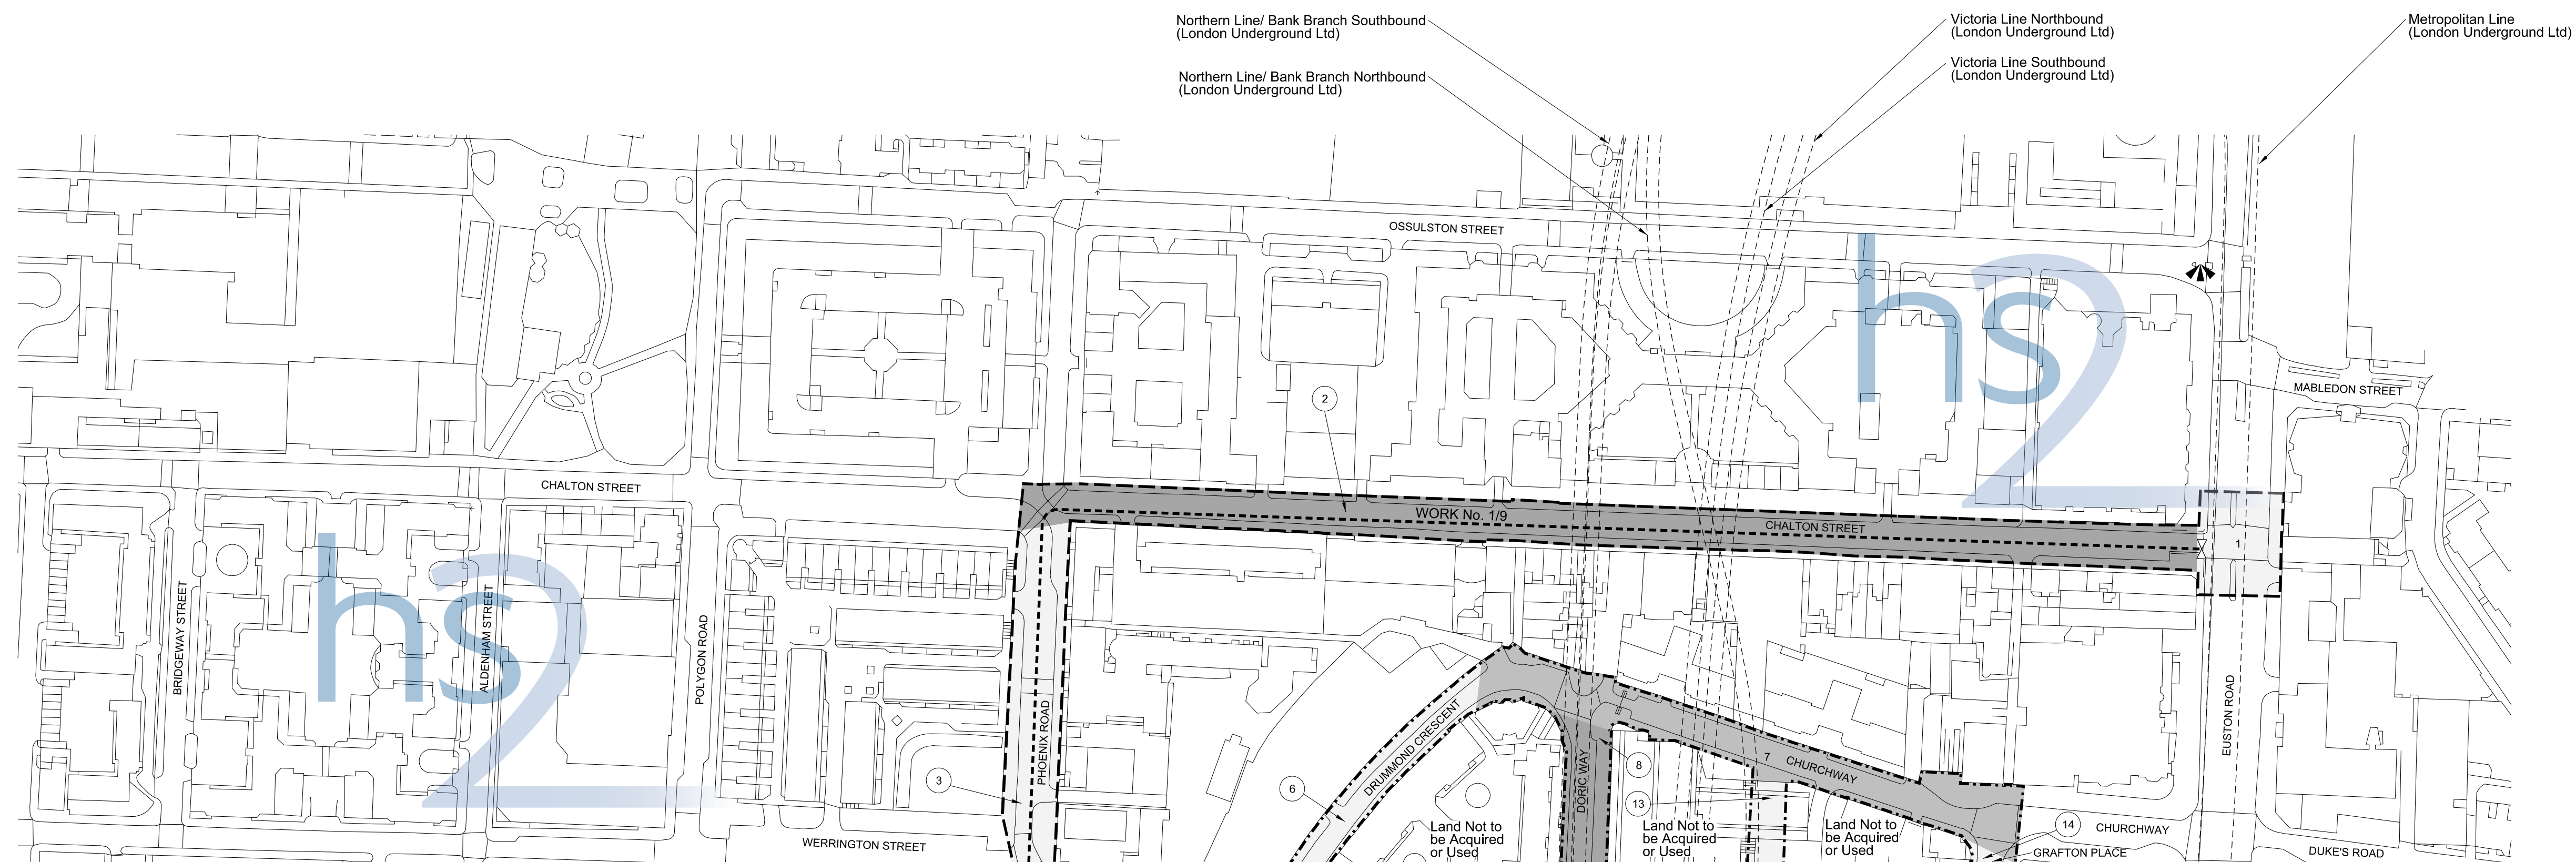 Northern Line/ Bank Branch Southbound
(London Underground Ltd)
Northern Line/ Bank Branch Northbound
(London Underground Ltd)
Victoria Line Northbound
(London Underground Ltd)
Victoria Line Southbound
(London Underground Ltd)
Metropolitan Line
(London Underground Ltd)
OSSULSTON STREET
hs2
MABLEDON STREET
2
CHALTON STREET
WORK No. 1/9
CHALTON STREET
1
hs2
BRIDGEWAY STREET
ALDENHAM STREET
POLYGON ROAD
PHOENIX ROAD
3
WERRINGTON STREET
6
DRUMMOND CRESCENT
DORIC WAY
8
7
CHURCHWAY
13
Land Not to
be Acquired
or Used
Land Not to
be Acquired
or Used
Land Not to
be Acquired
or Used
14
CHURCHWAY
GRAFTON PLACE
EUSTON ROAD
DUKE'S ROAD